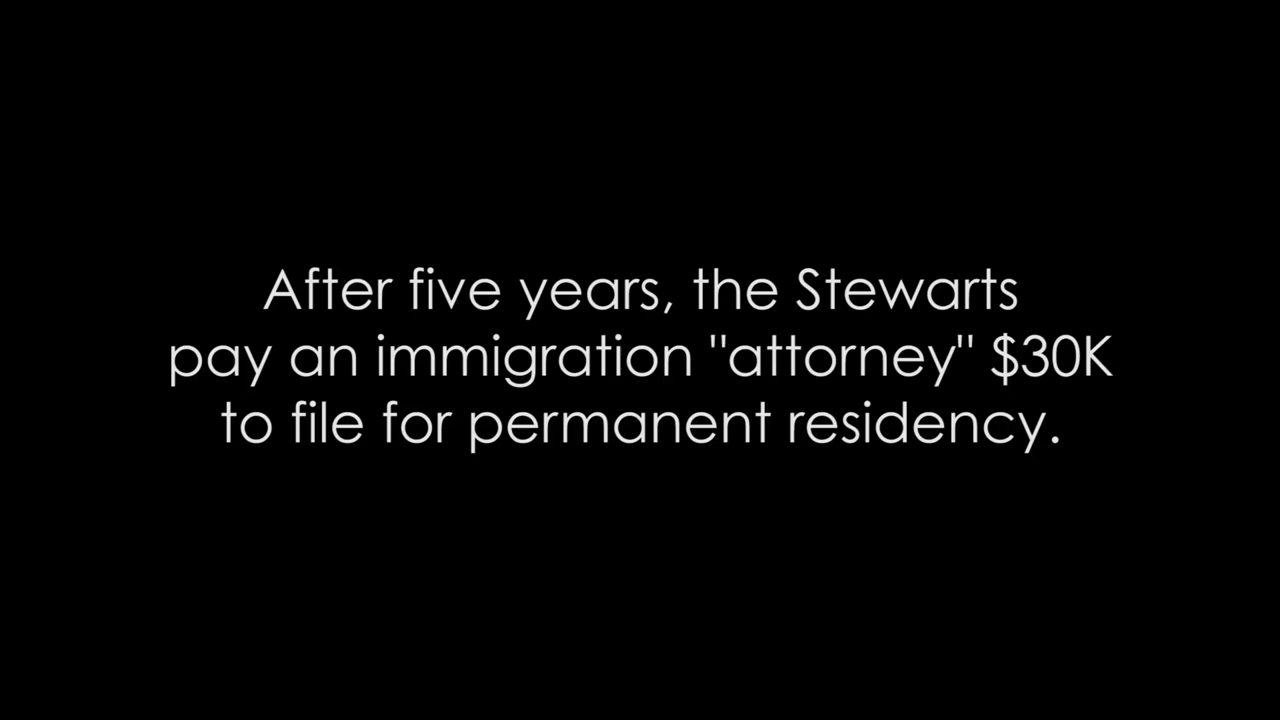 After five years, the Stewarts
pay an immigration "attorney" $30K
to file for permanent residency.